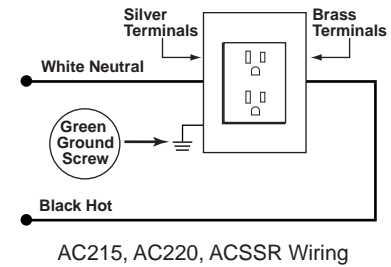 Silver
Terminals
Brass
Terminals
White Neutral
Green
Ground
Screw
Black Hot
AC215, AC220, ACSSR Wiring